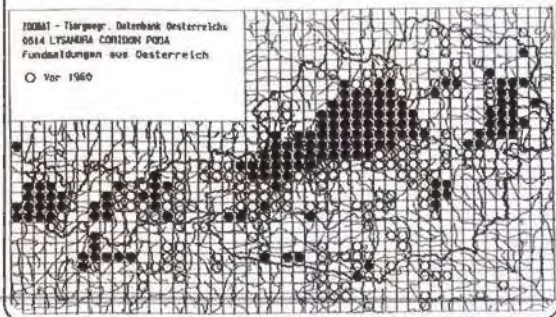 ZOODAT - Tiergeogr. Datenbank Oesterreichs
0614 LYSANDRA CORIDON PODA
Fundmeldungen aus Oesterreich
○ Vor 1960